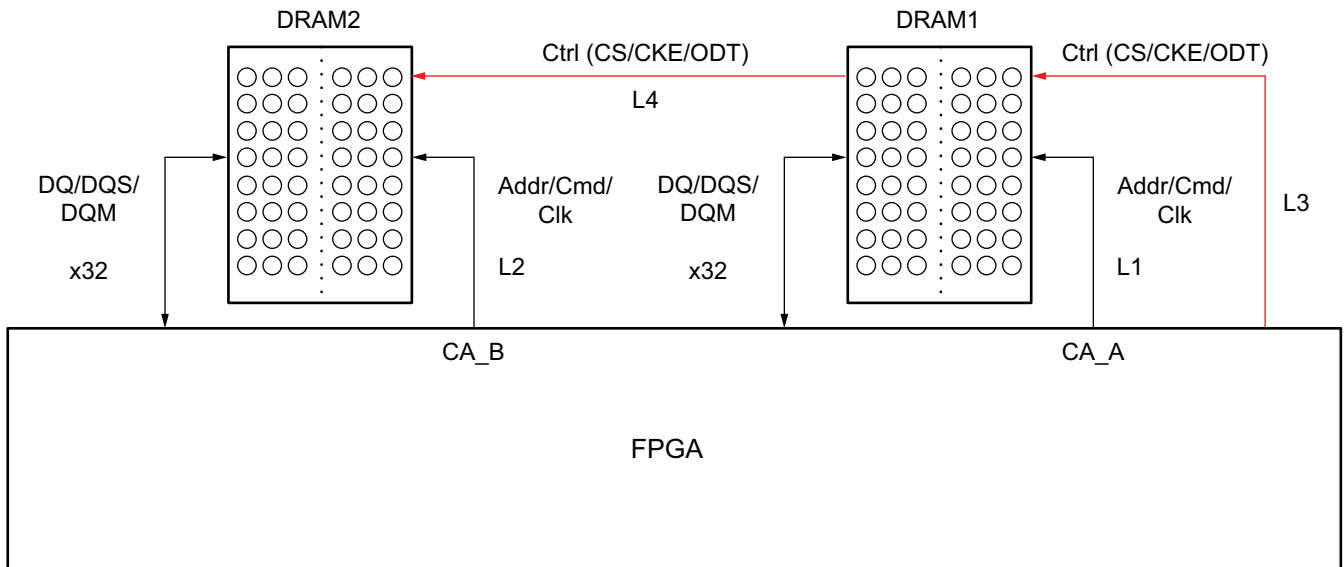 DRAM2
DRAM1
Ctrl (CS/CKE/ODT)
Ctrl (CS/CKE/ODT)
L4
DQ/DQS/
DQM
x32
Addr/Cmd/
Clk
L2
DQ/DQS/
DQM
x32
Addr/Cmd/
Clk
L1
L3
CA_B
CA_A
FPGA